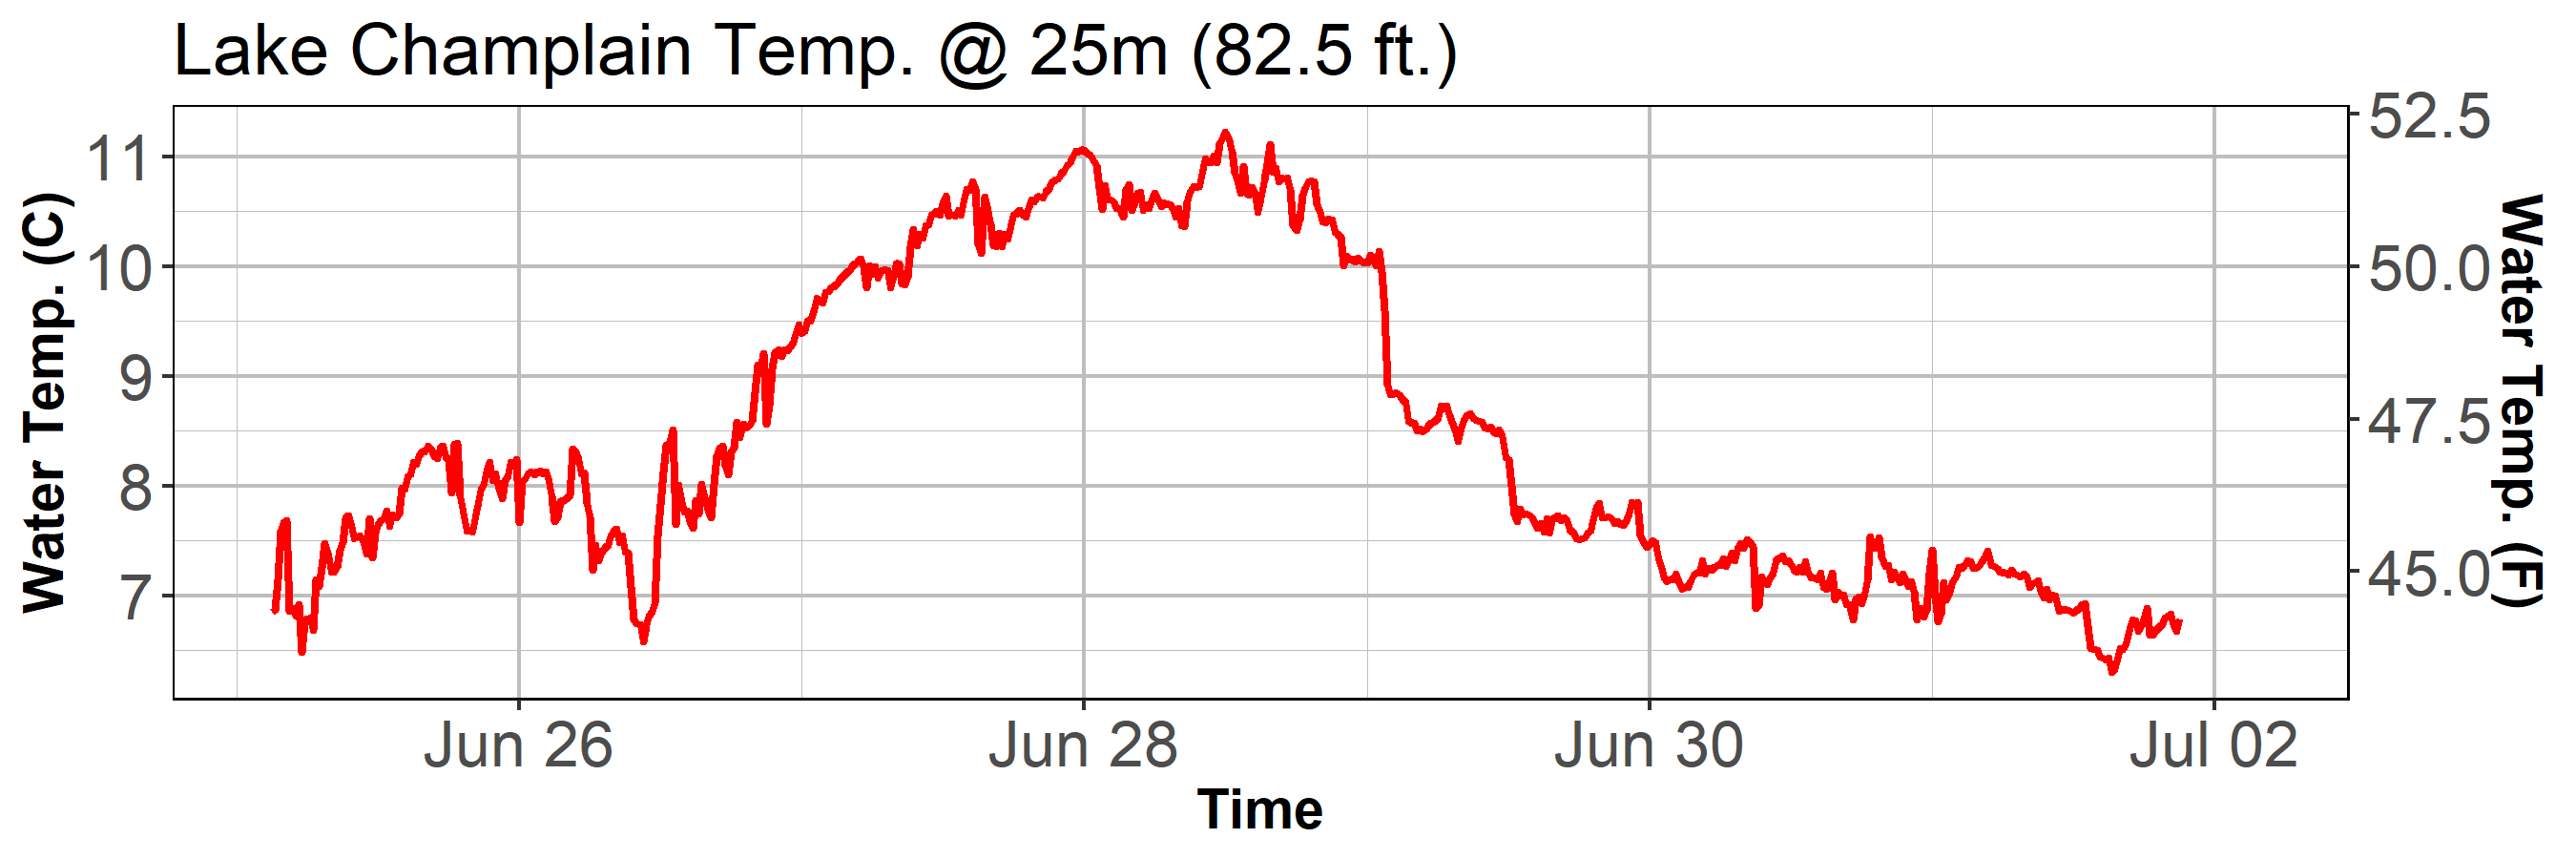 Lake Champlain Temp. @ 25m (82.5 ft.)
Water Temp. (C)
11
10
9
8
7
52.5
50.0
47.5
45.0
Water Temp. (F)
Jun 26
Jun 28
Jun 30
Jul 02
Time